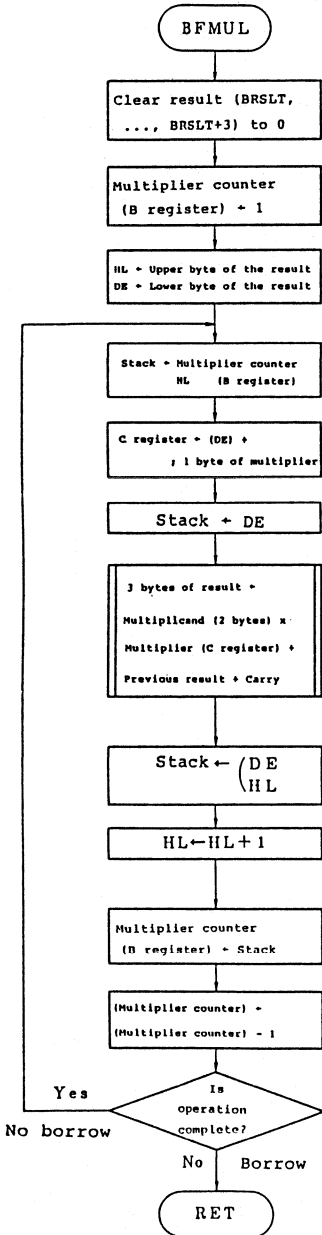 BFMUL
Clear result (BRSLT,
..., BRSLT+3) to 0
Multiplier counter
(B register) ← 1
HL ← Upper byte of the result
DE ← Lower byte of the result
Stack ← Multiplier counter
HL (B register)
C register ← (DE) +
; 1 byte of multiplier
Stack ← DE
3 bytes of result ←
Multiplicand (2 bytes) x
Multiplier (C register) +
Previous result + Carry
Stack ← (DE
(HL
HL←HL+1
Multiplier counter
(B register) ← Stack
(Multiplier counter) ←
(Multiplier counter) - 1
Is
operation
complete?
Yes
No borrow
No Borrow
RET